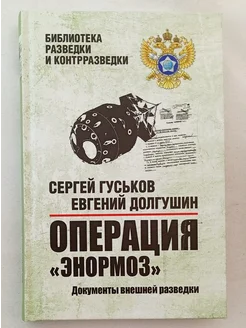 БИБЛИОТЕКА
РАЗВЕДКИ
И КОНТРРАЗВЕДКИ
СЕРГЕЙ ГУСЬКОВ
ЕВГЕНИЙ ДОЛГУШИН
ОПЕРАЦИЯ
«ЭНОРМОЗ»
Документы внешней разведки